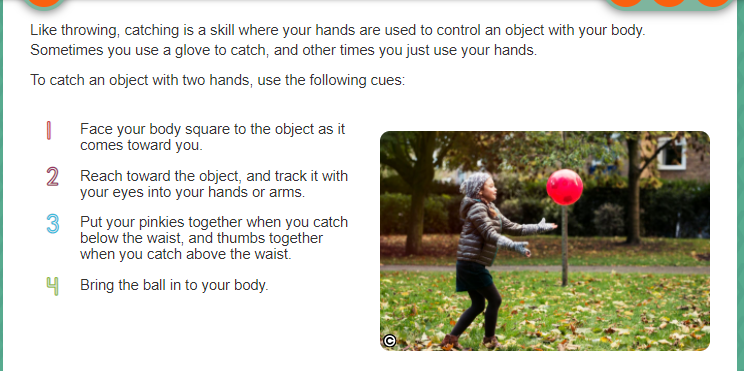 Like throwing, catching is a skill where your hands are used to control an object with your body.
Sometimes you use a glove to catch, and other times you just use your hands.
To catch an object with two hands, use the following cues:
1 Face your body square to the object as it
comes toward you.
2 Reach toward the object, and track it with
your eyes into your hands or arms.
3 Put your pinkies together when you catch
below the waist, and thumbs together
when you catch above the waist.
4 Bring the ball in to your body.
©